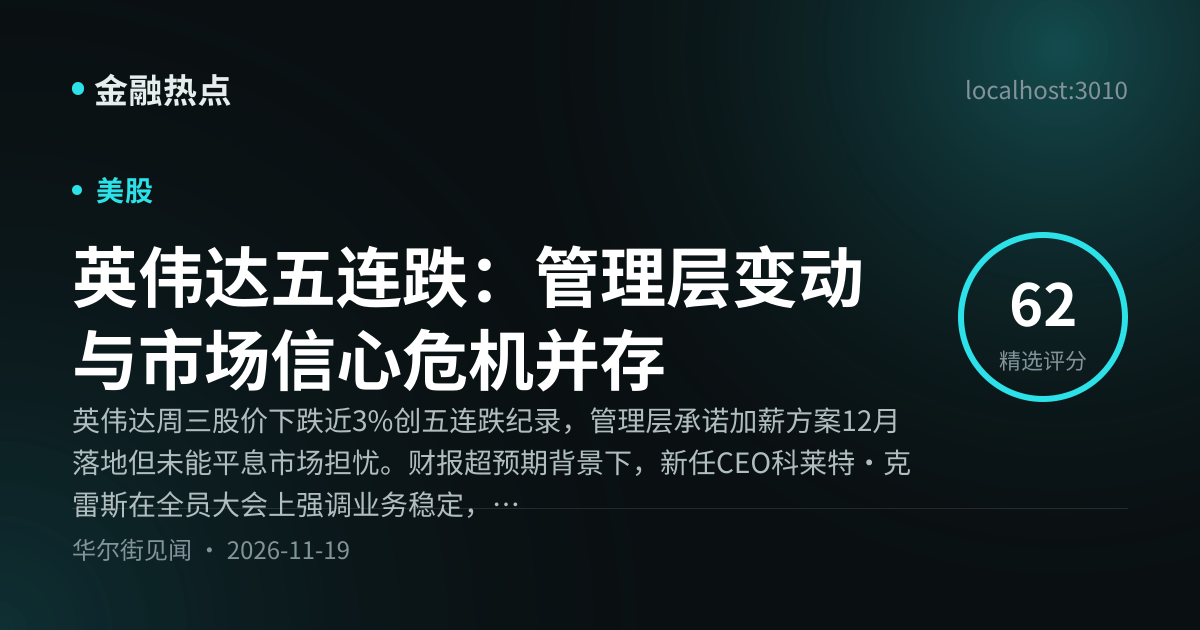 金融热点
localhost:3010
美股
英伟达五连跌：管理层变动
与市场信心危机并存
62
精选评分
英伟达周三股价下跌近3%创五连跌纪录，管理层承诺加薪方案12月
落地但未能平息市场担忧。财报超预期背景下，新任CEO科莱特·克
雷斯在全员大会上强调业务稳定，…
华尔街见闻 · 2026-11-19